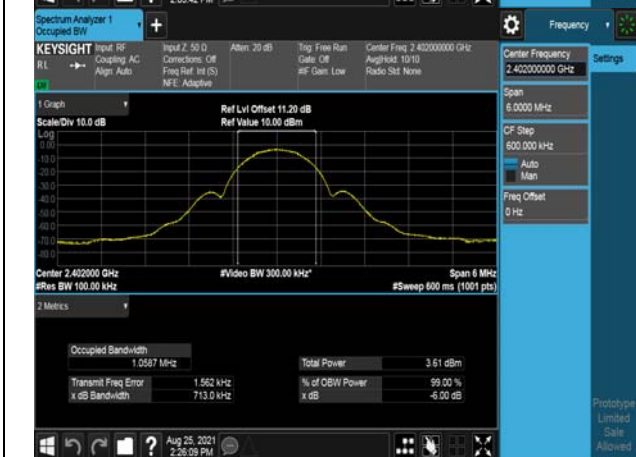 Spectrum Analyzer 1
Occupied BW
+
Frequency
KEYSIGHT
RL
Input: RF
Coupling: AC
Align: Auto
Input Z: 50 Ω
Corrections: Off
Freq Ref: Int (S)
NFE: Adaptive
Atten: 20 dB
Trig: Free Run
Gate: Off
#IF Gain: Low
Center Freq: 2.402000000 GHz
Avg|Hold: 10/10
Radio Std: None
1 Graph
Scale/Div 10.0 dB
Ref Lvl Offset 11.20 dB
Ref Value 10.00 dBm
Log
0.00
-10.0
-20.0
-30.0
-40.0
-50.0
-60.0
-70.0
-80.0
Center 2.402000 GHz
#Res BW 100.00 kHz
#Video BW 300.00 kHz*
Span 6 MHz
#Sweep 600 ms (1001 pts)
2 Metrics
Occupied Bandwidth
1.0587 MHz
Total Power 3.61 dBm
Transmit Freq Error 1.562 kHz
% of OBW Power 99.00 %
x dB Bandwidth 713.0 kHz
x dB -6.00 dB
Center Frequency
2.402000000 GHz
Settings
Span
6.0000 MHz
CF Step
600.000 kHz
Auto
Man
Freq Offset
0 Hz
Prototype
Limited
Sale
Allowed
?
Aug 25, 2021
2:26:09 PM